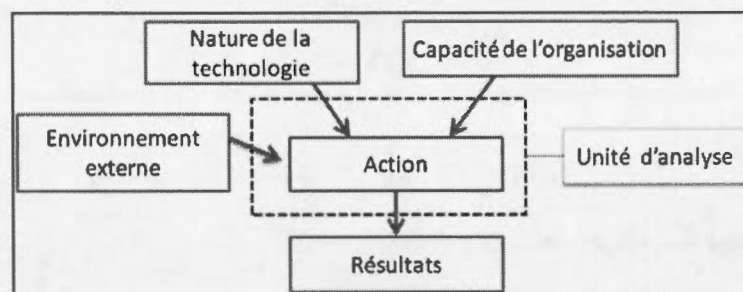 Nature de la
technologie
Capacité de l'organisation
Environnement
externe
Action
Unité d'analyse
Résultats